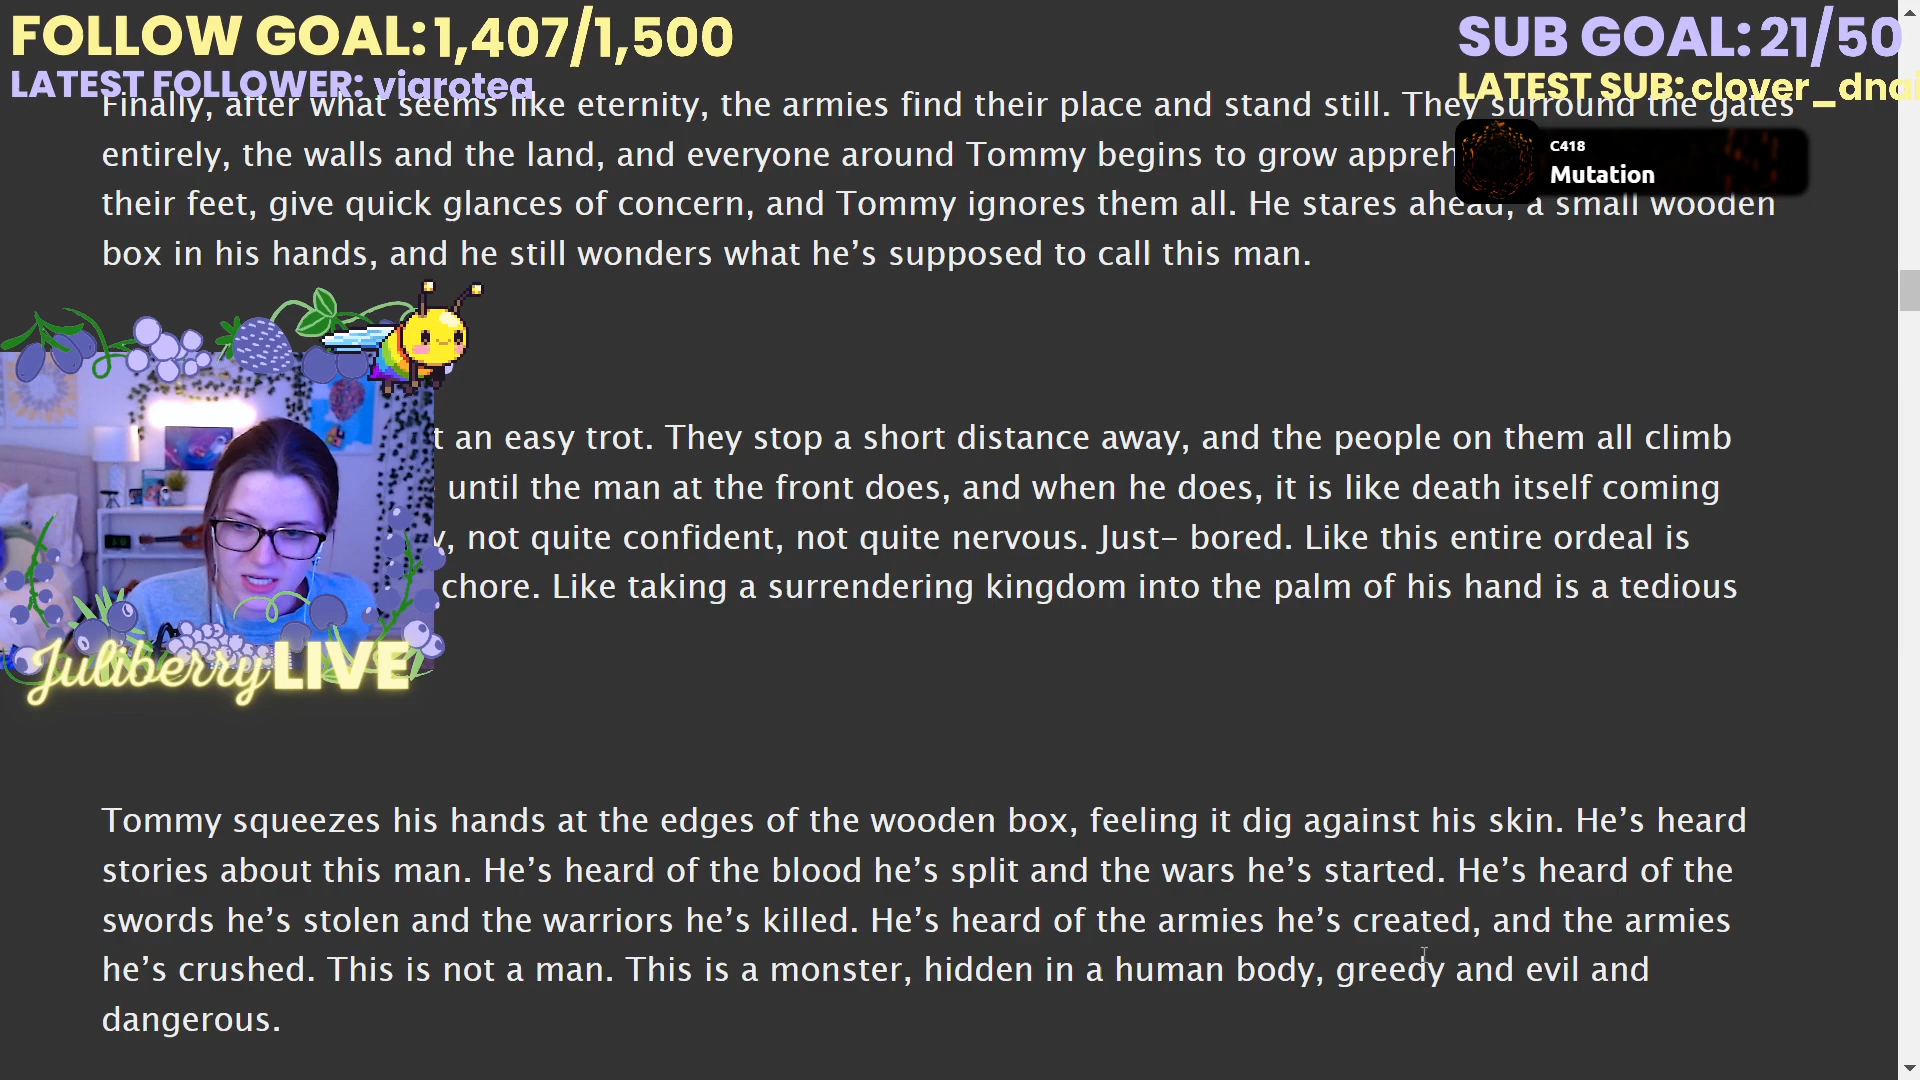 FOLLOW GOAL: 1,407/1,500
SUB GOAL: 21/50
LATEST FOLLOWER: viarotea
LATEST SUB: clover_dnai
Finally, after what seems like eternity, the armies find their place and stand still. They surround the gates
entirely, the walls and the land, and everyone around Tommy begins to grow appreh
C418
Mutation
their feet, give quick glances of concern, and Tommy ignores them all. He stares ahead, a small wooden
box in his hands, and he still wonders what he’s supposed to call this man.
t an easy trot. They stop a short distance away, and the people on them all climb
until the man at the front does, and when he does, it is like death itself coming
, not quite confident, not quite nervous. Just– bored. Like this entire ordeal is
chore. Like taking a surrendering kingdom into the palm of his hand is a tedious
Juliberry LIVE
Tommy squeezes his hands at the edges of the wooden box, feeling it dig against his skin. He’s heard
stories about this man. He’s heard of the blood he’s split and the wars he’s started. He’s heard of the
swords he’s stolen and the warriors he’s killed. He’s heard of the armies he’s created, and the armies
he’s crushed. This is not a man. This is a monster, hidden in a human body, greedy and evil and
dangerous.